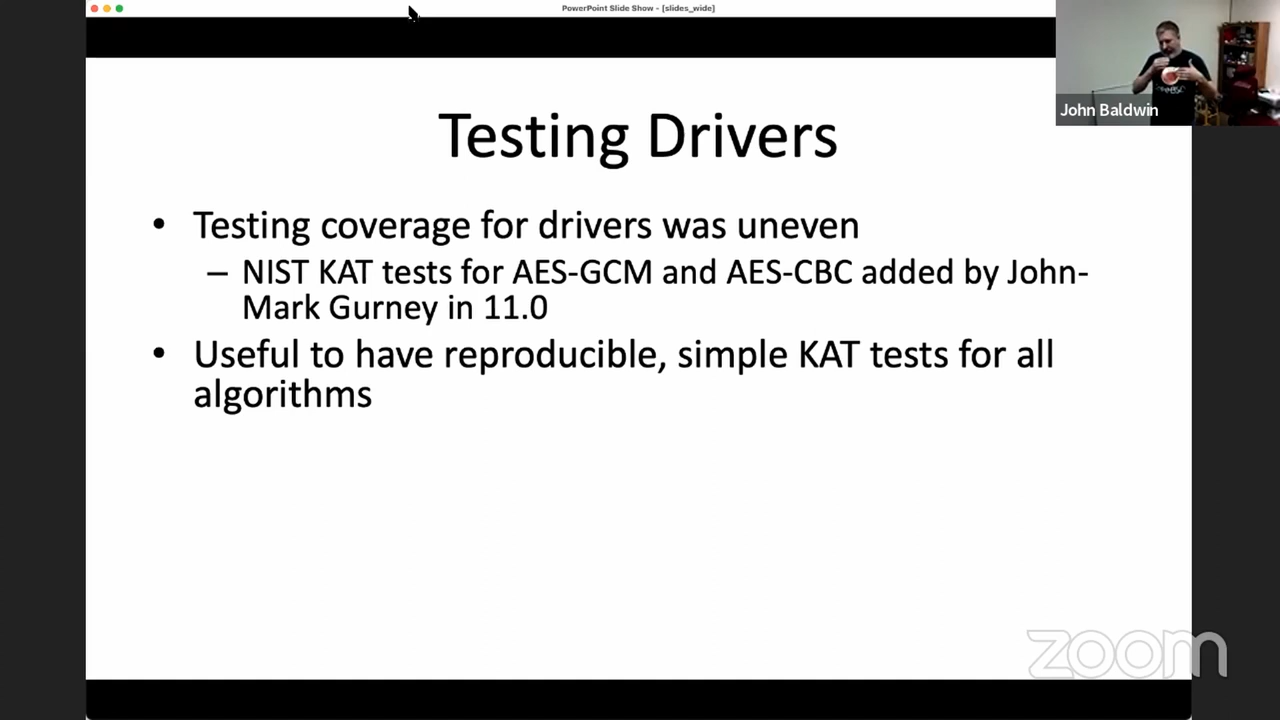 PowerPoint Slide Show - [slides_wide]
John Baldwin
Testing Drivers
• Testing coverage for drivers was uneven
– NIST KAT tests for AES-GCM and AES-CBC added by John-
Mark Gurney in 11.0
• Useful to have reproducible, simple KAT tests for all
algorithms
zoom